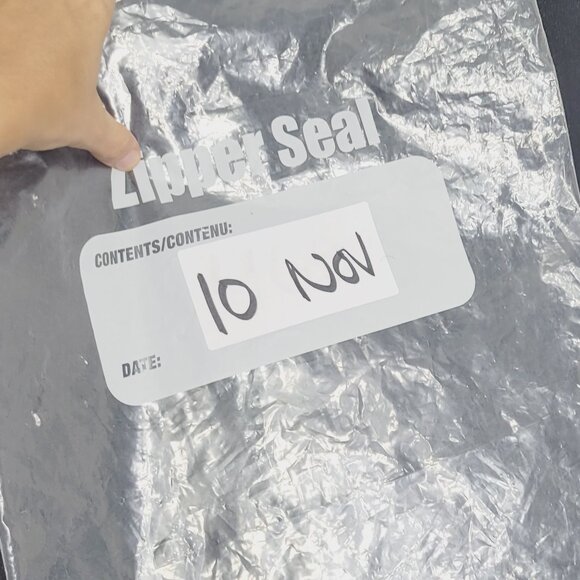 Zipper Seal
CONTENTS/CONTENU:
10 NOV
DATE: